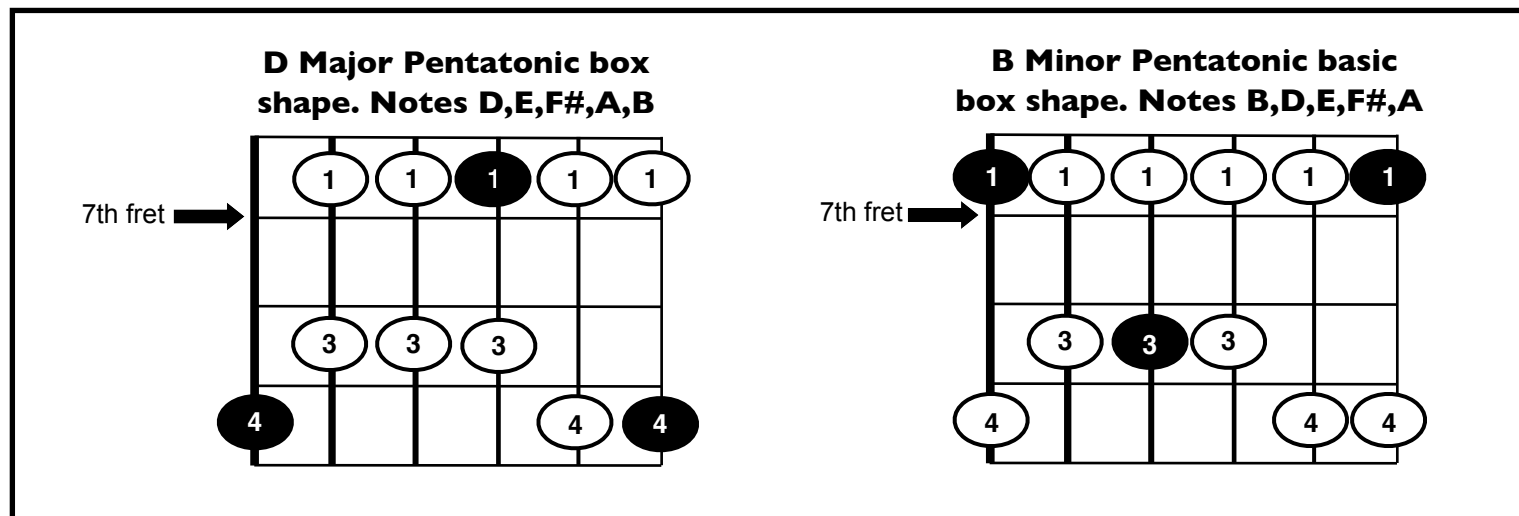 D Major Pentatonic box
shape. Notes D,E,F#,A,B
1 1 1 1 1
7th fret
3 3 3
4 4 4
B Minor Pentatonic basic
box shape. Notes B,D,E,F#,A
1 1 1 1 1 1
7th fret
3 3 3
4 4 4